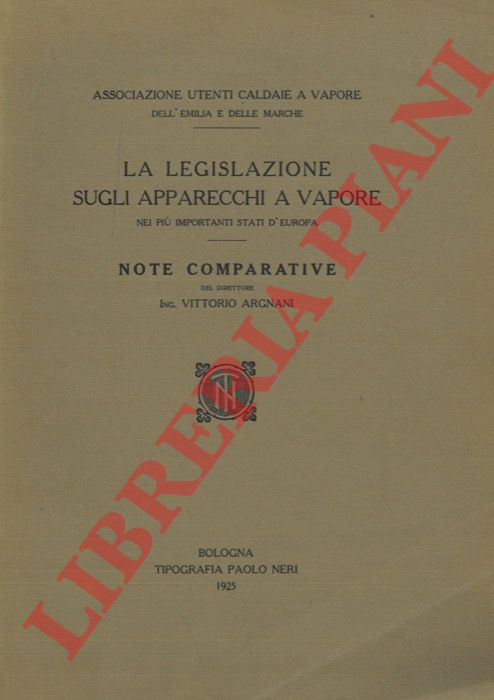 ASSOCIAZIONE UTENTI CALDAIE A VAPORE
DELL'EMILIA E DELLE MARCHE
LA LEGISLAZIONE
SUGLI APPARECCHI A VAPORE
NEI PIÙ IMPORTANTI STATI D'EUROPA
NOTE COMPARATIVE
DEL DIRETTORE
ING. VITTORIO ARGNANI
BOLOGNA
TIPOGRAFIA PAOLO NERI
1925
LIBRERIA PIANI